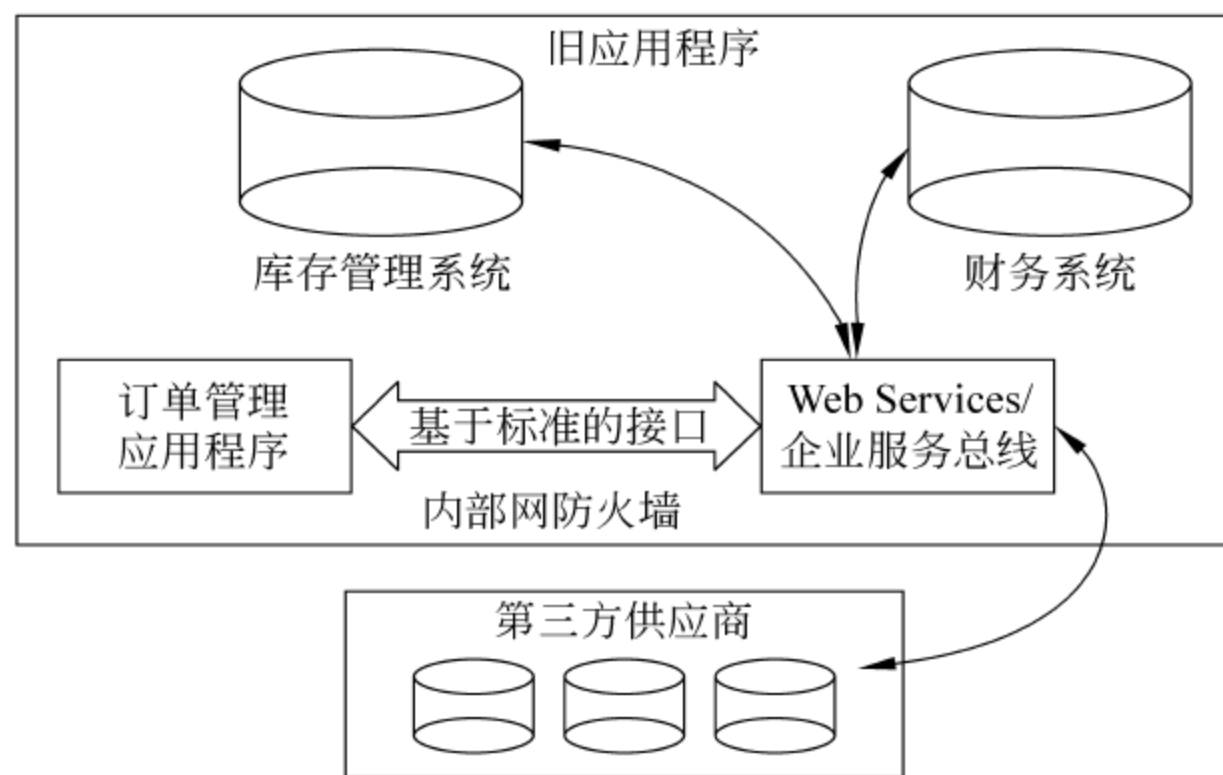 旧应用程序
库存管理系统
财务系统
订单管理
应用程序
基于标准的接口
Web Services/
企业服务总线
内部网防火墙
第三方供应商